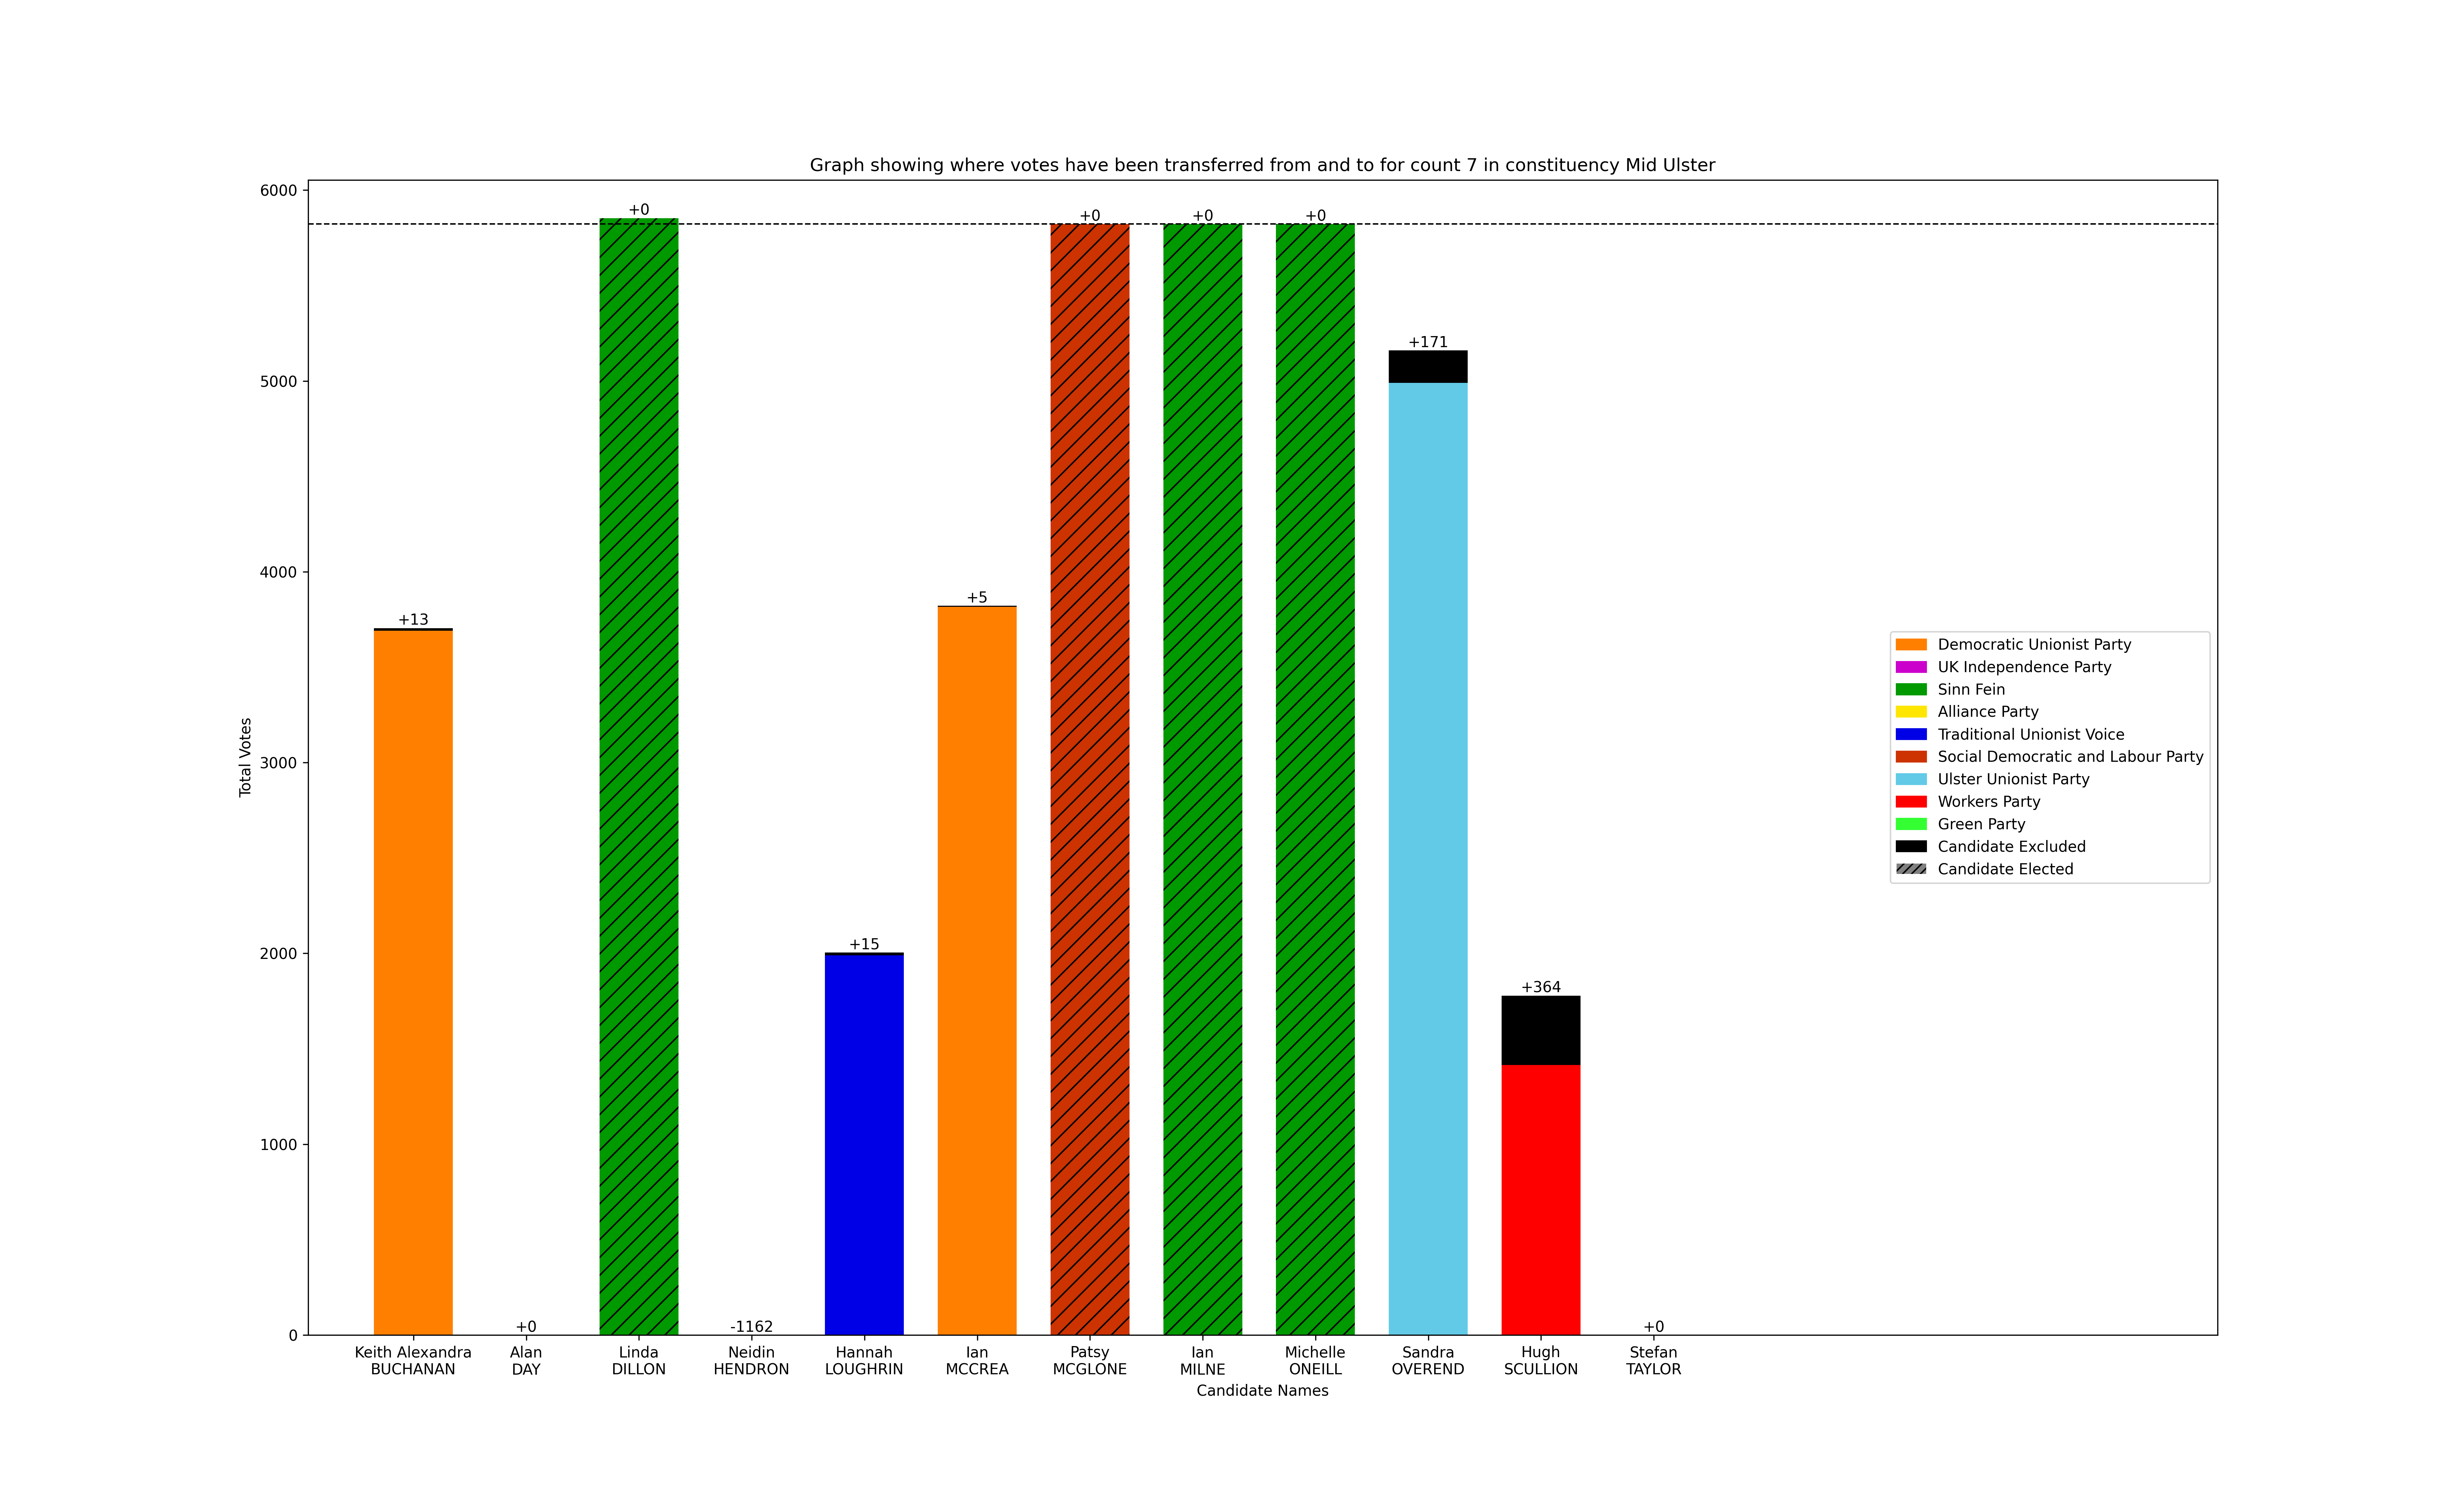 Graph showing where votes have been transferred from and to for count 7 in constituency Mid Ulster
Total Votes
6000
5000
4000
3000
2000
1000
0
+13
+0
+0
-1162
+15
+5
+0
+0
+0
+171
+364
+0
Keith Alexandra
BUCHANAN
Alan
DAY
Linda
DILLON
Neidin
HENDRON
Hannah
LOUGHRIN
Ian
MCCREA
Patsy
MCGLONE
Ian
MILNE
Michelle
ONEILL
Sandra
OVEREND
Hugh
SCULLION
Stefan
TAYLOR
Candidate Names
Democratic Unionist Party
UK Independence Party
Sinn Fein
Alliance Party
Traditional Unionist Voice
Social Democratic and Labour Party
Ulster Unionist Party
Workers Party
Green Party
Candidate Excluded
Candidate Elected